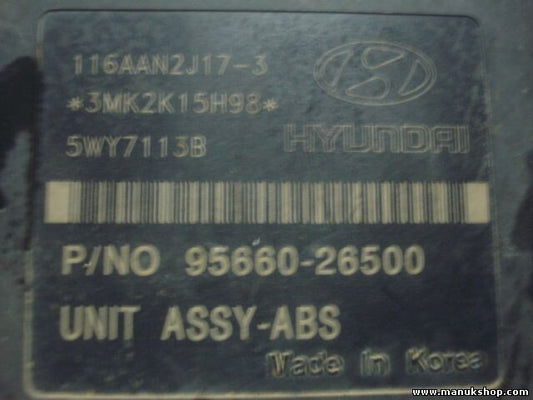 116AAN2J17-3
*3MK2K15H98*
5WY7113B
HYUNDAI
P/NO 95660-26500
UNIT ASSY-ABS
Made In Korea
www.manukshop.com